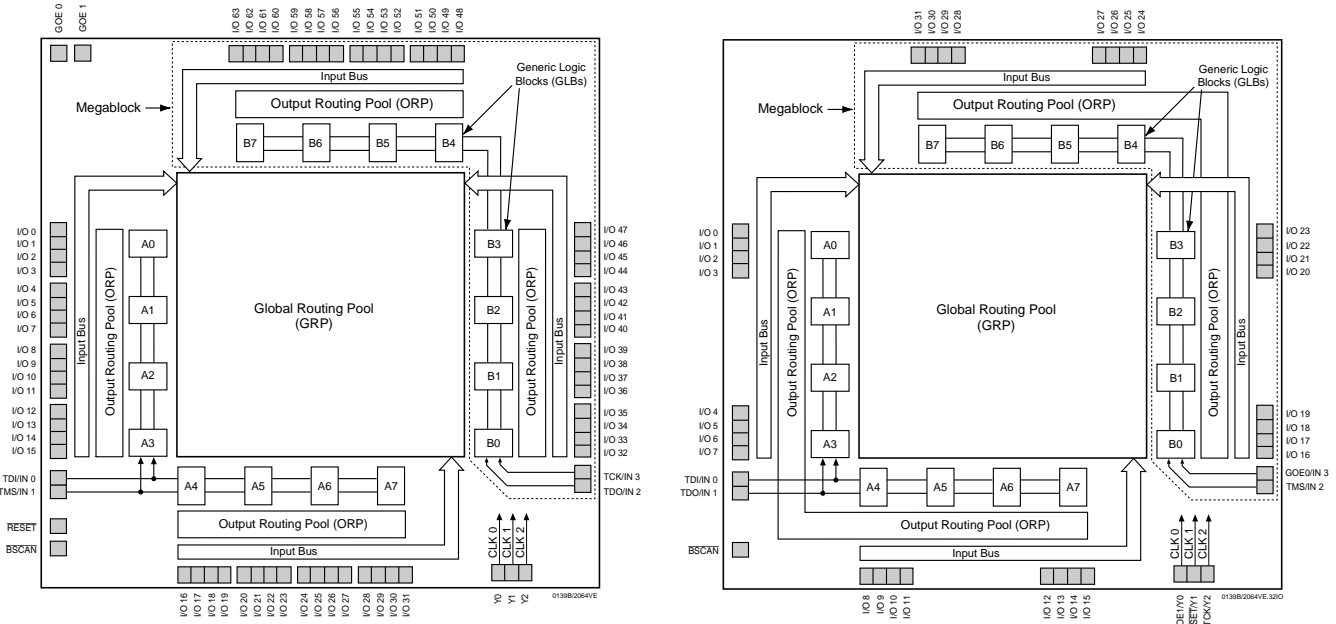 GOE 0
GOE 1
I/O 63
I/O 62
I/O 61
I/O 60
I/O 59
I/O 58
I/O 57
I/O 56
I/O 55
I/O 54
I/O 53
I/O 52
I/O 51
I/O 50
I/O 49
I/O 48
Input Bus
Output Routing Pool (ORP)
Megablock
Generic Logic
Blocks (GLBs)
B7
B6
B5
B4
I/O 0
I/O 1
I/O 2
I/O 3
I/O 4
I/O 5
I/O 6
I/O 7
I/O 8
I/O 9
I/O 10
I/O 11
I/O 12
I/O 13
I/O 14
I/O 15
Input Bus
Output Routing Pool (ORP)
A0
A1
A2
A3
Global Routing Pool
(GRP)
B3
B2
B1
B0
Output Routing Pool (ORP)
Input Bus
I/O 47
I/O 46
I/O 45
I/O 44
I/O 43
I/O 42
I/O 41
I/O 40
I/O 39
I/O 38
I/O 37
I/O 36
I/O 35
I/O 34
I/O 33
I/O 32
TDI/IN 0
TMS/IN 1
TCK/IN 3
TDO/IN 2
A4
A5
A6
A7
Output Routing Pool (ORP)
Input Bus
RESET
BSCAN
CLK 0
CLK 1
CLK 2
Y0
Y1
Y2
I/O 16
I/O 17
I/O 18
I/O 19
I/O 20
I/O 21
I/O 22
I/O 23
I/O 24
I/O 25
I/O 26
I/O 27
I/O 28
I/O 29
I/O 30
I/O 31
0139B/2064VE
I/O 31
I/O 30
I/O 29
I/O 28
I/O 27
I/O 26
I/O 25
I/O 24
Input Bus
Output Routing Pool (ORP)
Megablock
Generic Logic
Blocks (GLBs)
B7
B6
B5
B4
I/O 0
I/O 1
I/O 2
I/O 3
I/O 4
I/O 5
I/O 6
I/O 7
Input Bus
Output Routing Pool (ORP)
A0
A1
A2
A3
Global Routing Pool
(GRP)
B3
B2
B1
B0
Output Routing Pool (ORP)
Input Bus
I/O 23
I/O 22
I/O 21
I/O 20
I/O 19
I/O 18
I/O 17
I/O 16
TDI/IN 0
TDO/IN 1
GOE0/IN 3
TMS/IN 2
A4
A5
A6
A7
Output Routing Pool (ORP)
Input Bus
BSCAN
CLK 0
CLK 1
CLK 2
OE1/Y0
SET/Y1
TCK/Y2
I/O 8
I/O 9
I/O 10
I/O 11
I/O 12
I/O 13
I/O 14
I/O 15
0139B/2064VE.32IO